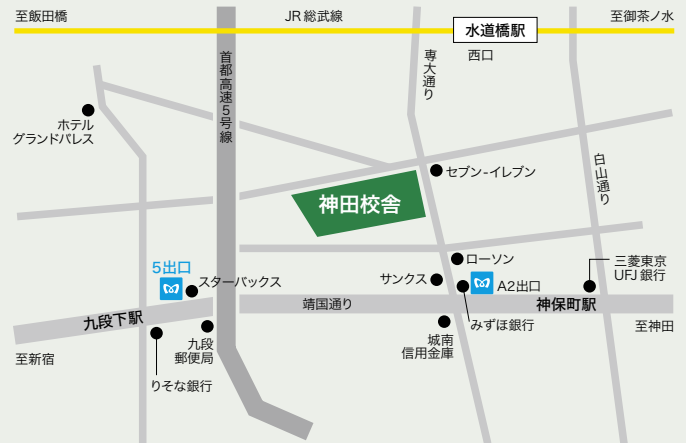 至飯田橋
JR総武線
至御茶ノ水
水道橋駅
西口
首都高速5号線
専大通り
ホテル
グランドパレス
セブン-イレブン
白山通り
神田校舎
5出口
スターバックス
ローソン
サンクス
A2出口
三菱東京
UFJ銀行
靖国通り
神保町駅
九段下駅
みずほ銀行
至神田
九段
郵便局
城南
信用金庫
至新宿
りそな銀行